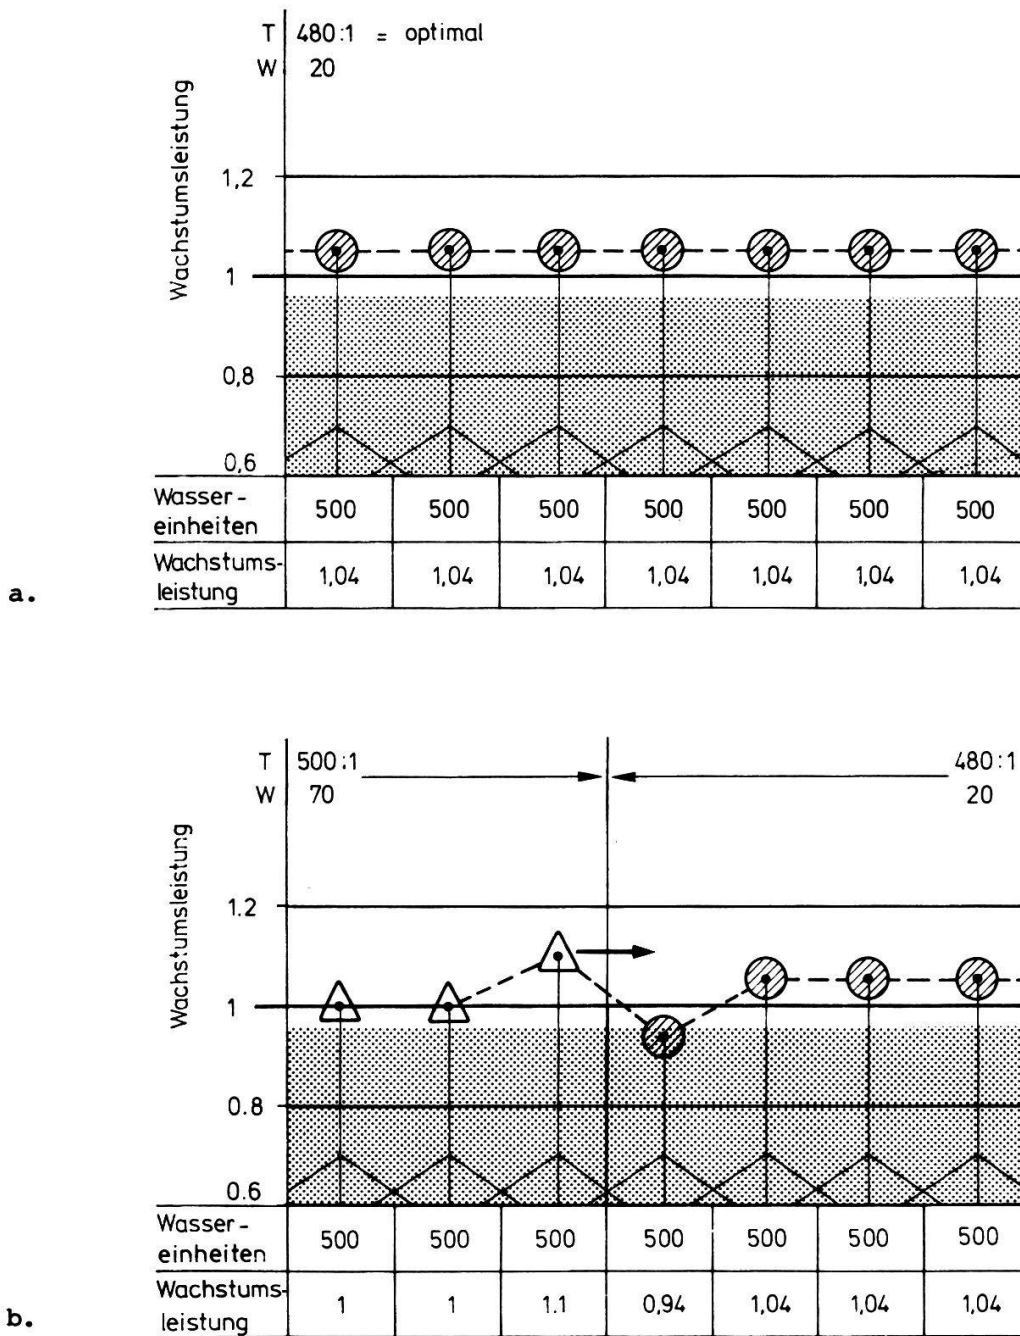 T 480:1 = optimal
W 20
Wachstumsleistung
1,2
1
0,8
0,6
Wasser-
einheiten 500 500 500 500 500 500 500
Wachstums-
leistung 1,04 1,04 1,04 1,04 1,04 1,04 1,04
a.
T 500:1 480:1
W 70 20
Wachstumsleistung
1.2
1
0.8
0.6
Wasser-
einheiten 500 500 500 500 500 500 500
Wachstums-
leistung 1 1 1.1 0,94 1,04 1,04 1,04
b.